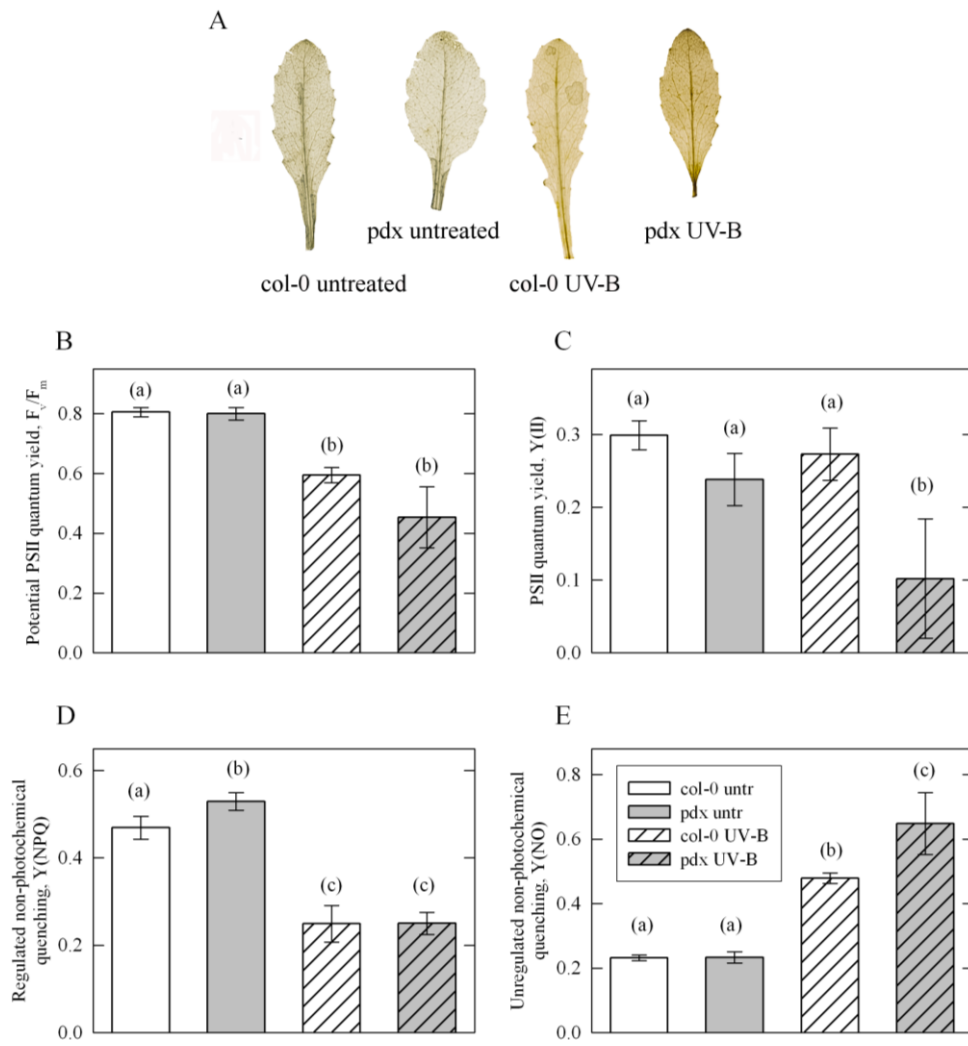 A
pdx untreated
pdx UV-B
col-0 untreated
col-0 UV-B
B
Potential PSII quantum yield, Fv/Fm
0.8
0.6
0.4
0.2
0.0
(a)
(a)
(b)
(b)
C
PSII quantum yield, Y(II)
0.3
0.2
0.1
0.0
(a)
(a)
(a)
(b)
D
Regulated non-photochemical
quenching, Y(NPQ)
0.6
0.4
0.2
0.0
(a)
(b)
(c)
(c)
E
Unregulated non-photochemical
quenching, Y(NO)
0.8
0.6
0.4
0.2
0.0
col-0 untr
pdx untr
col-0 UV-B
pdx UV-B
(a)
(a)
(b)
(c)